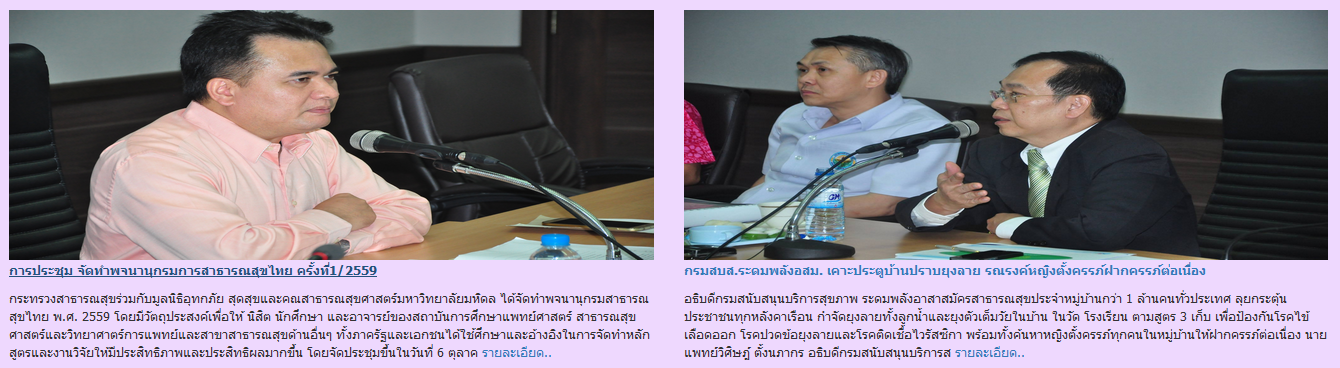 การประชุม จัดทำพจนานุกรมการสาธารณสุขไทย ครั้งที่1/2559
กระทรวงสาธารณสุขร่วมกับมูลนิธิอุทกภัย สุดสุขและคณสาธารณสุขศาสตร์มหาวิทยาลัยมหิดล ได้จัดทำพจนานุกรมสาธารณ
สุขไทย พ.ศ. 2559 โดยมีวัตถุประสงค์เพื่อให้ นิสิต นักศึกษา และอาจารย์ของสถาบันการศึกษาแพทย์ศาสตร์ สาธารณสุข
ศาสตร์และวิทยาศาตร์การแพทย์และสาขาสาธารณสุขด้านอื่นๆ ทั้งภาครัฐและเอกชนได้ใช้ศึกษาและอ้างอิงในการจัดทำหลัก
สูตรและงานวิจัยให้มีประสิทธิภาพและประสิทธิผลมากขึ้น โดยจัดประชุมขึ้นในวันที่ 6 ตุลาค รายละเอียด..
กรมสบส.ระดมพลังอสม. เคาะประตูบ้านปราบยุงลาย รณรงค์หญิงตั้งครรภ์ฝากครรภ์ต่อเนื่อง
อธิบดีกรมสนับสนุนบริการสุขภาพ ระดมพลังอาสาสมัครสาธารณสุขประจำหมู่บ้านกว่า 1 ล้านคนทั่วประเทศ ลุยกระตุ้น
ประชาชนทุกหลังคาเรือน กำจัดยุงลายทั้งลูกน้ำและยุงตัวเต็มวัยในบ้าน ในวัด โรงเรียน ตามสูตร 3 เก็บ เพื่อป้องกันโรคไข้
เลือดออก โรคปวดข้อยุงลายและโรคติดเชื้อไวรัสซิกา พร้อมทั้งค้นหาหญิงตั้งครรภ์ทุกคนในหมู่บ้านให้ฝากครรภ์ต่อเนื่อง นาย
แพทย์วิศิษฎ์ ตั้งนภากร อธิบดีกรมสนับสนุนบริการส รายละเอียด..